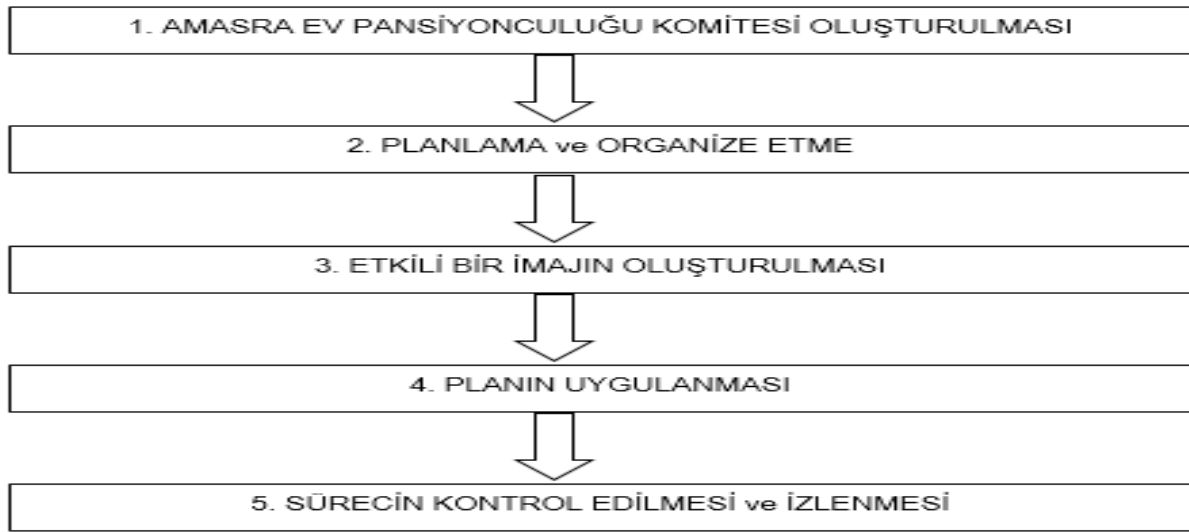 1. AMASRA EV PANSİYONCULUĞU KOMİTESİ OLUŞTURULMASI
2. PLANLAMA ve ORGANİZE ETME
3. ETKİLİ BİR İMAJIN OLUŞTURULMASI
4. PLANIN UYGULANMASI
5. SÜRECİN KONTROL EDİLMESİ ve İZLENMESİ